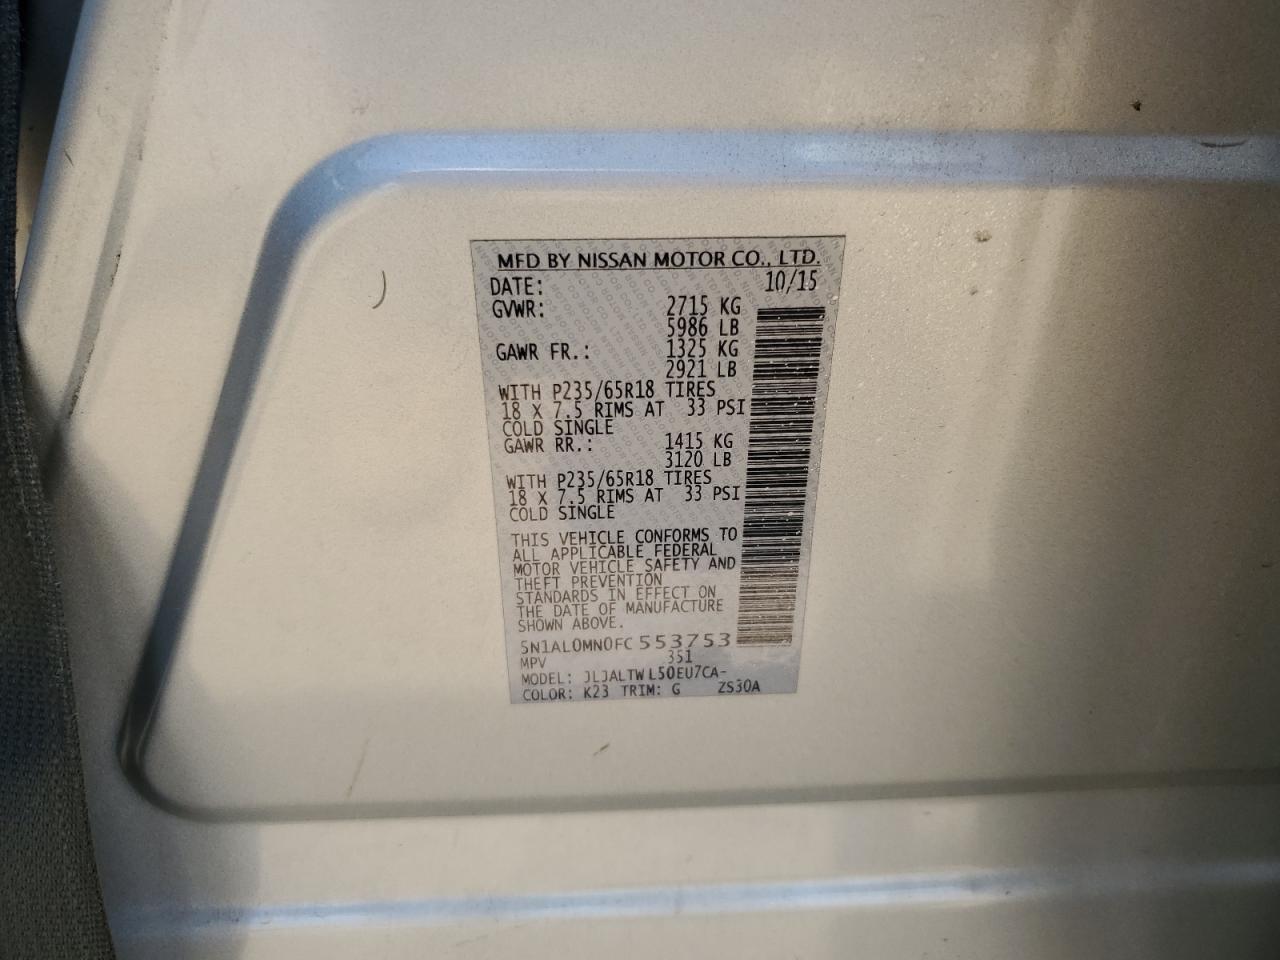 MFD BY NISSAN MOTOR CO., LTD.
DATE: 10/15
GVWR: 2715 KG
5986 LB
GAWR FR.: 1325 KG
2921 LB
WITH P235/65R18 TIRES
18 X 7.5 RIMS AT 33 PSI
COLD SINGLE
GAWR RR.: 1415 KG
3120 LB
WITH P235/65R18 TIRES
18 X 7.5 RIMS AT 33 PSI
COLD SINGLE
THIS VEHICLE CONFORMS TO
ALL APPLICABLE FEDERAL
MOTOR VEHICLE SAFETY AND
THEFT PREVENTION
STANDARDS IN EFFECT ON
THE DATE OF MANUFACTURE
SHOWN ABOVE.
5N1AL0MN0FC553753
MPV 351
MODEL: JLJALTWL50EU7CA-
COLOR: K23 TRIM: G ZS30A